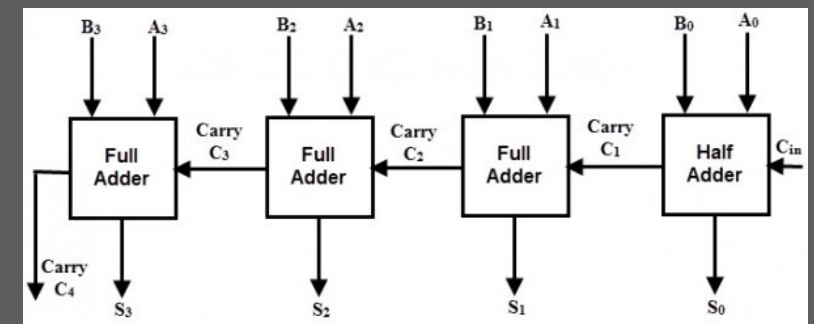 B3 A3 B2 A2 B1 A1 B0 A0
Carry
C3
Carry
C2
Carry
C1
Cin
Full
Adder
Full
Adder
Full
Adder
Half
Adder
Carry
C4
S3 S2 S1 S0